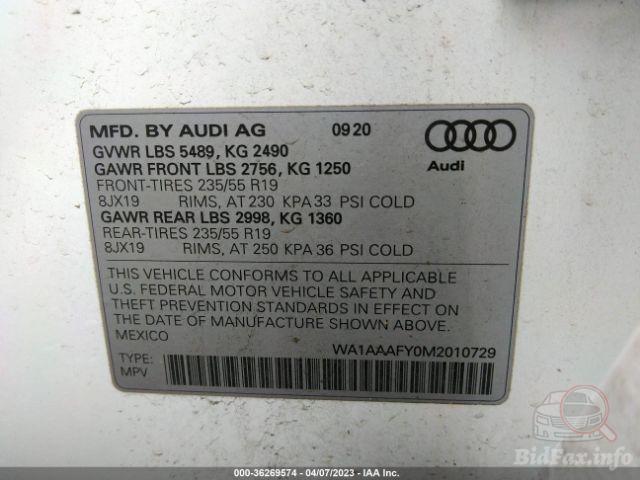 MFD. BY AUDI AG 09 20
GVWR LBS 5489, KG 2490
GAWR FRONT LBS 2756, KG 1250
FRONT-TIRES 235/55 R19
8JX19 RIMS, AT 230 KPA 33 PSI COLD
GAWR REAR LBS 2998, KG 1360
REAR-TIRES 235/55 R19
8JX19 RIMS, AT 250 KPA 36 PSI COLD
Audi
THIS VEHICLE CONFORMS TO ALL APPLICABLE
U.S. FEDERAL MOTOR VEHICLE SAFETY AND
THEFT PREVENTION STANDARDS IN EFFECT ON
THE DATE OF MANUFACTURE SHOWN ABOVE.
MEXICO
WA1AAAFY0M2010729
TYPE:
MPV
BidFax.info
000-36269574 - 04/07/2023 - IAA Inc.